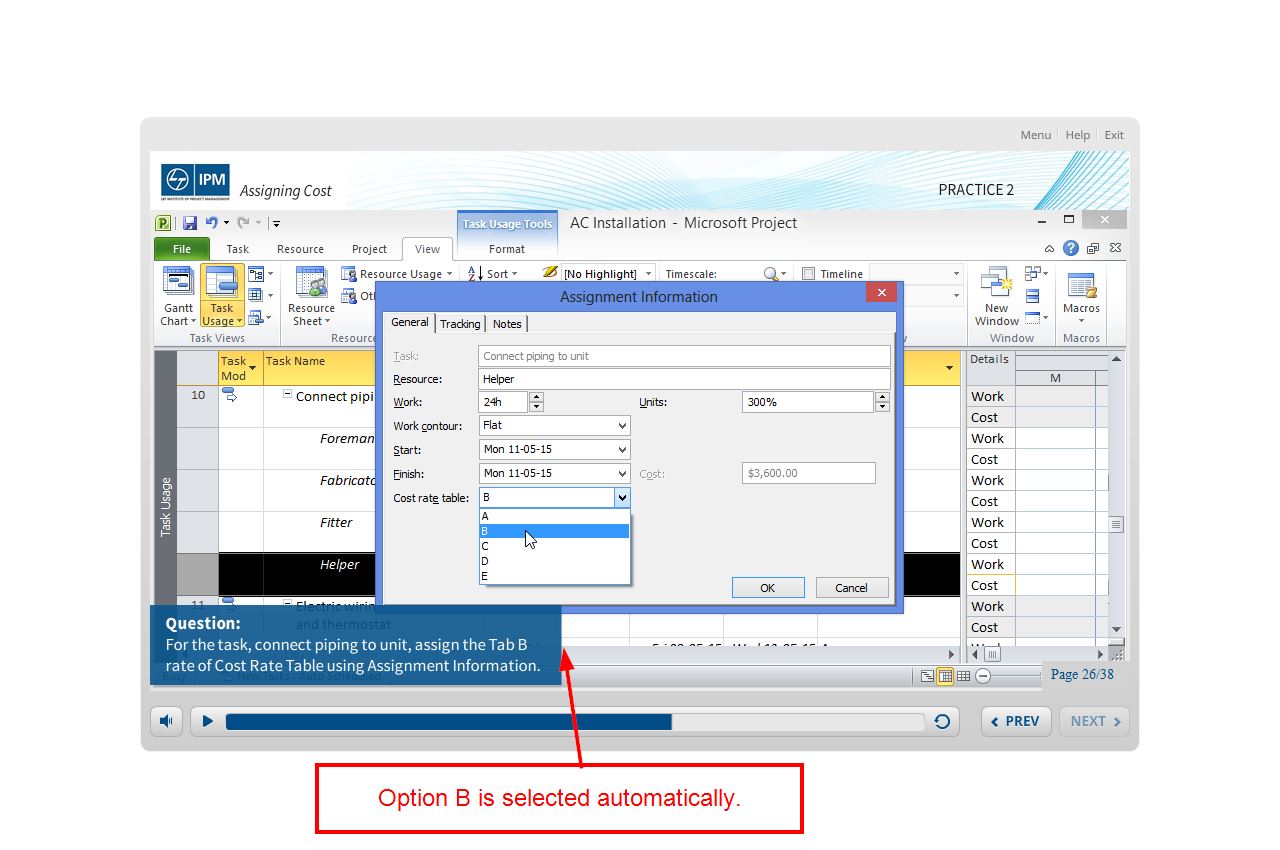 Menu Help Exit
IPM
L&T INSTITUTE OF PROJECT MANAGEMENT
Assigning Cost
PRACTICE 2
Task Usage Tools
AC Installation - Microsoft Project
File Task Resource Project View Format
Gantt Chart
Task Usage
Task Views
Resource Sheet
Resource Usage
Resource
Sort
[No Highlight]
Timescale:
Timeline
New Window
Window
Macros
Macros
Assignment Information
General Tracking Notes
Task: Connect piping to unit
Resource: Helper
Work: 24h Units: 300%
Work contour: Flat
Start: Mon 11-05-15
Finish: Mon 11-05-15 Cost: $3,600.00
Cost rate table: B
A
B
C
D
E
OK Cancel
Task Usage
Task Mod
Task Name
Details
M
10 Connect pipi
Work
Cost
Foreman
Work
Cost
Fabricato
Work
Cost
Fitter
Work
Cost
Helper
Work
Cost
11 Electric wirin
and thermostat
Work
Cost
Question:
For the task, connect piping to unit, assign the Tab B
rate of Cost Rate Table using Assignment Information.
Busy New Tasks : Auto Scheduled
Page 26/38
PREV NEXT
Option B is selected automatically.